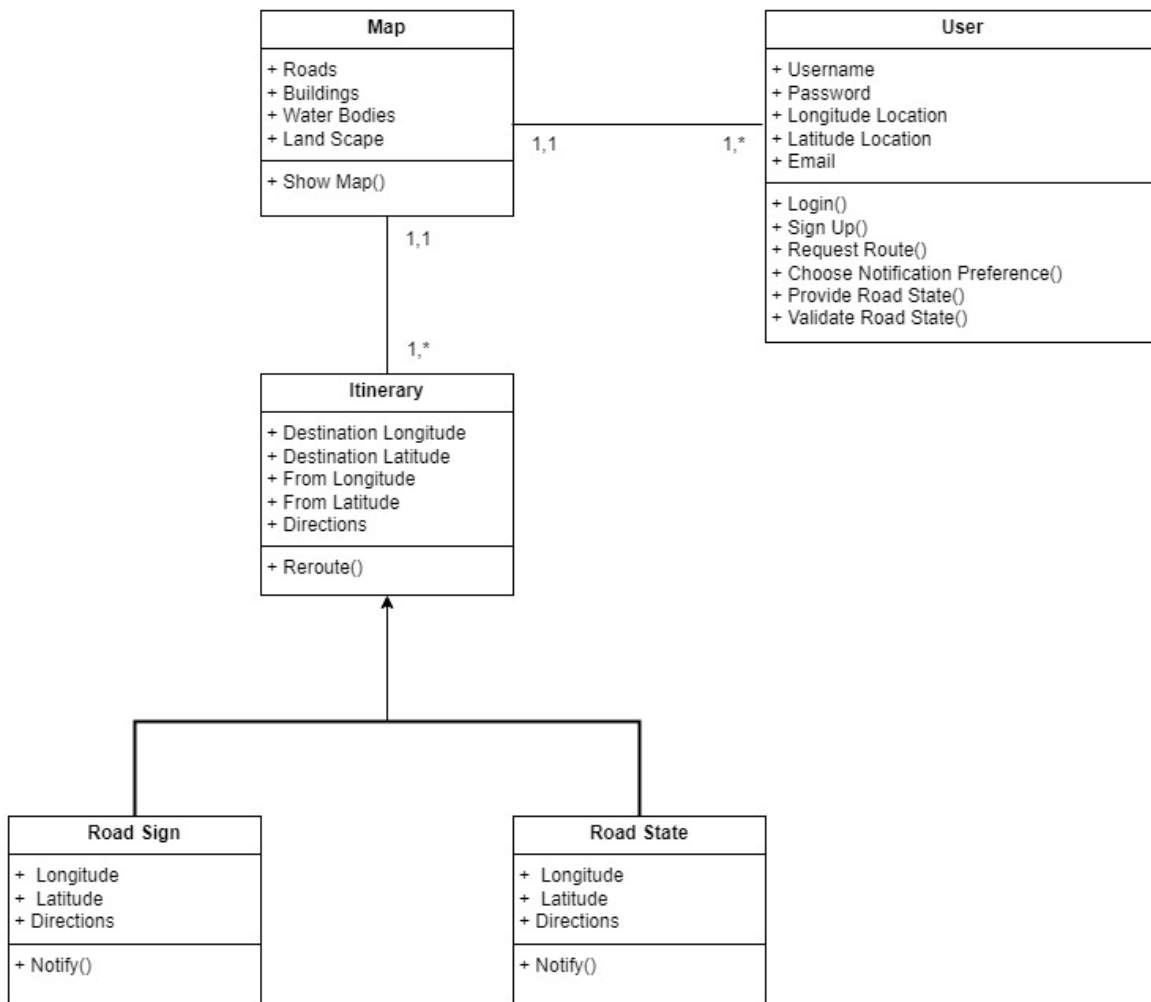 Map
+ Roads
+ Buildings
+ Water Bodies
+ Land Scape
+ Show Map()
User
+ Username
+ Password
+ Longitude Location
+ Latitude Location
+ Email
+ Login()
+ Sign Up()
+ Request Route()
+ Choose Notification Preference()
+ Provide Road State()
+ Validate Road State()
1,1
1,*
1,1
1,*
Itinerary
+ Destination Longitude
+ Destination Latitude
+ From Longitude
+ From Latitude
+ Directions
+ Reroute()
Road Sign
+ Longitude
+ Latitude
+ Directions
+ Notify()
Road State
+ Longitude
+ Latitude
+ Directions
+ Notify()